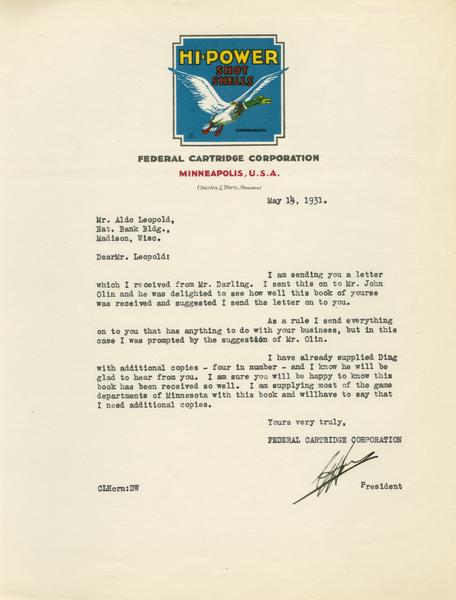 HI-POWER
SHOT
SHELLS
FEDERAL CARTRIDGE CORPORATION
MINNEAPOLIS, U.S.A.
Charles L. Horn, President
May 14, 1931.
Mr. Aldo Leopold,
Nat. Bank Bldg.,
Madison, Wisc.
DearMr. Leopold:
I am sending you a letter
which I received from Mr. Darling. I sent this on to Mr. John
Olin and he was delighted to see how well this book of yourse
was received and suggested I send the letter on to you.
As a rule I send everything
on to you that has anything to do with your business, but in this
case I was prompted by the suggestion of Mr. Olin.
I have already supplied Ding
with additional copies - four in number - and I know he will be
glad to hear from you. I am sure you will be happy to know this
book has been received so well. I am supplying most of the game
departments of Minnesota with this book and willhave to say that
I need additional copies.
Yours very truly,
FEDERAL CARTRIDGE CORPORATION
CLHorn:DW
President